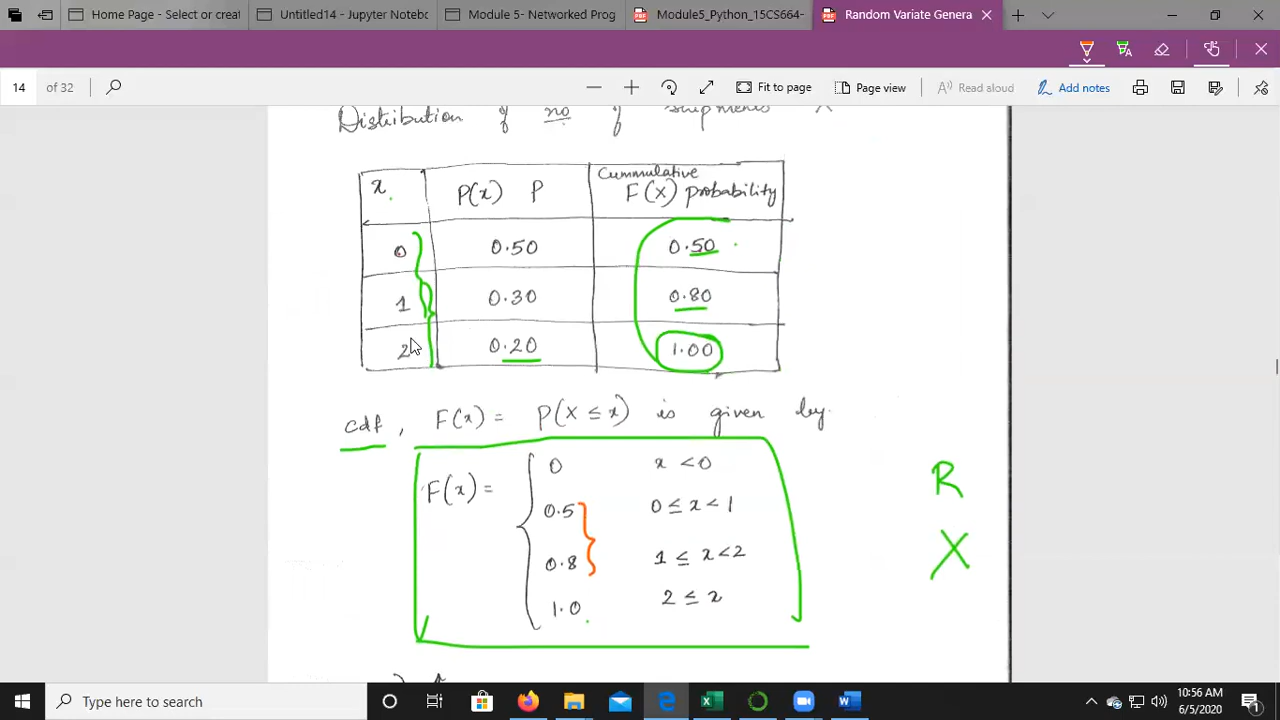 Home Page - Select or creat
Untitled14 - Jupyter Notebo
Module 5- Networked Prog
Module5_Python_15CS664-
Random Variate Genera
14 of 32
Fit to page
Page view
Read aloud
Add notes
Distribution of no of shipments X
x P(x) P Cummulative F(X) probability
0 0.50 0.50
1 0.30 0.80
2 0.20 1.00
cdf, F(x) = P(X ≤ x) is given by
0 x < 0
F(x) =
0.5 0 ≤ x < 1
0.8 1 ≤ x < 2
1.0 2 ≤ x
R
X
Type here to search
10:56 AM
6/5/2020